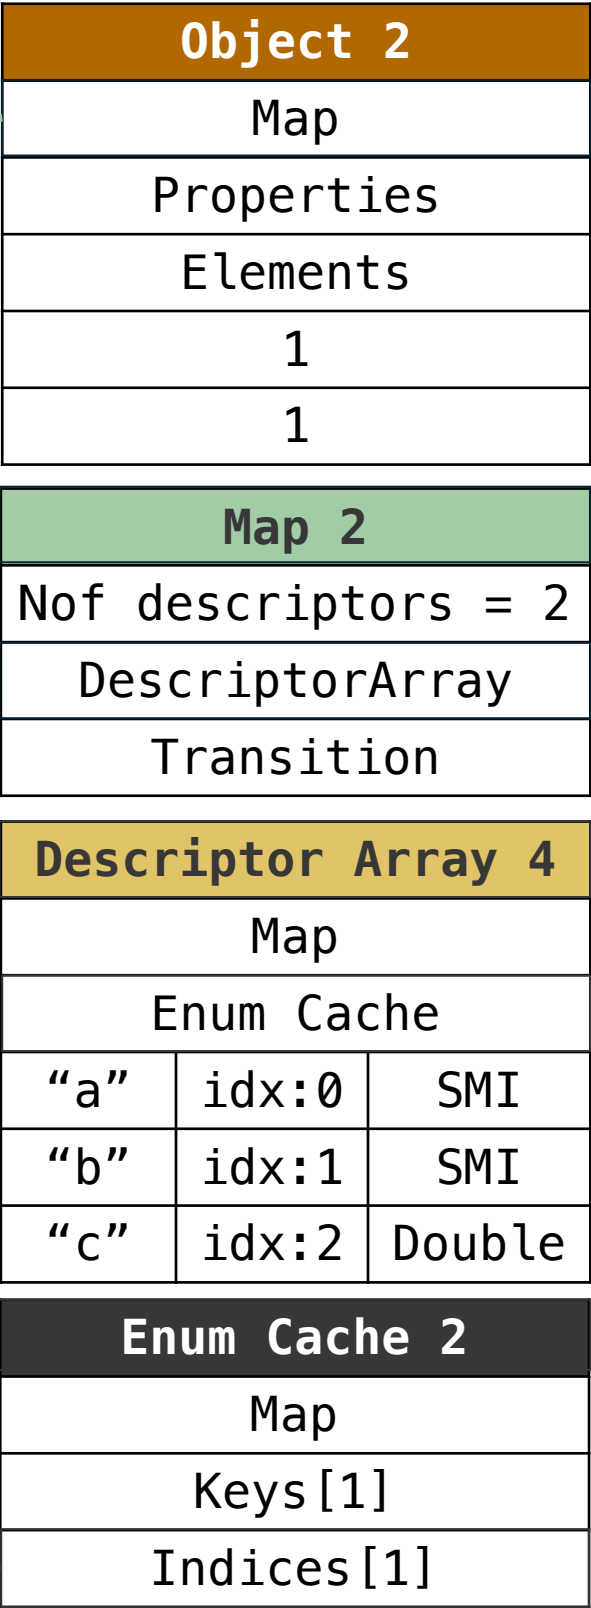 Object 2
Map
Properties
Elements
1
1
Map 2
Nof descriptors = 2
DescriptorArray
Transition
Descriptor Array 4
Map
Enum Cache
“a” idx:0 SMI
“b” idx:1 SMI
“c” idx:2 Double
Enum Cache 2
Map
Keys[1]
Indices[1]